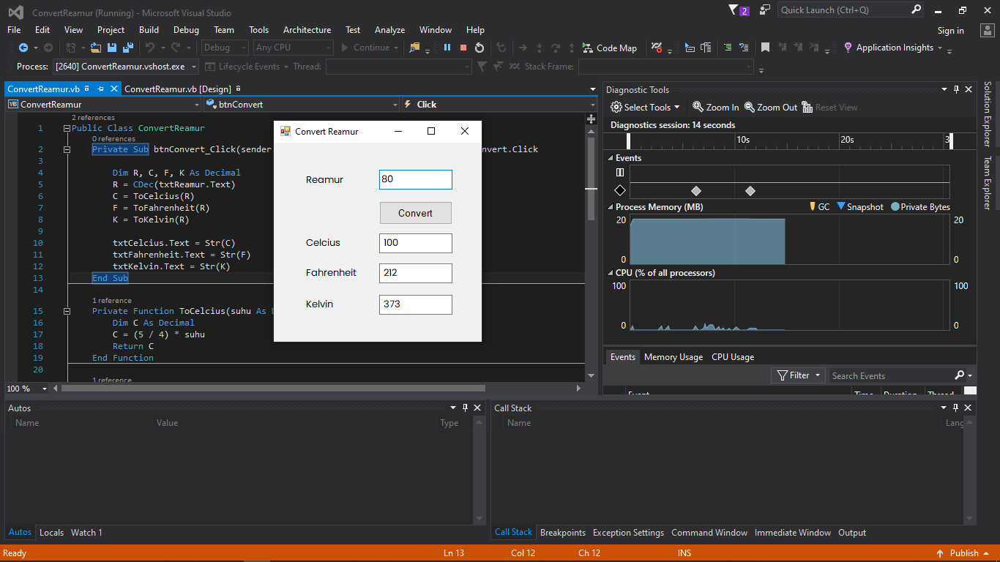 ConvertReamur (Running) - Microsoft Visual Studio
2
Quick Launch (Ctrl+Q)
File Edit View Project Build Debug Team Tools Architecture Test Analyze Window Help
Sign in
Debug Any CPU Continue Code Map Application Insights
Process: [2640] ConvertReamur.vshost.exe Lifecycle Events Thread: Stack Frame:
ConvertReamur.vb ConvertReamur.vb [Design]
VB ConvertReamur btnConvert Click
2 references
1 Public Class ConvertReamur
0 references
2 Private Sub btnConvert_Click(sender nvert.Click
3
4 Dim R, C, F, K As Decimal
5 R = CDec(txtReamur.Text)
6 C = ToCelcius(R)
7 F = ToFahrenheit(R)
8 K = ToKelvin(R)
9
10 txtCelcius.Text = Str(C)
11 txtFahrenheit.Text = Str(F)
12 txtKelvin.Text = Str(K)
13 End Sub
14
1 reference
15 Private Function ToCelcius(suhu As
16 Dim C As Decimal
17 C = (5 / 4) * suhu
18 Return C
19 End Function
20
1 reference
100 %
Convert Reamur
Reamur 80
Convert
Celcius 100
Fahrenheit 212
Kelvin 373
Diagnostic Tools
Select Tools Zoom In Zoom Out Reset View
Diagnostics session: 14 seconds
10s 20s 3
Events
Process Memory (MB) GC Snapshot Private Bytes
20 20
0 0
CPU (% of all processors)
100 100
0 0
Events Memory Usage CPU Usage
Filter Search Events
Event Time Duration Thread
Solution Explorer
Team Explorer
Autos
Name Value Type
Autos Locals Watch 1
Call Stack
Name Lang
Call Stack Breakpoints Exception Settings Command Window Immediate Window Output
Ready Ln 13 Col 12 Ch 12 INS Publish